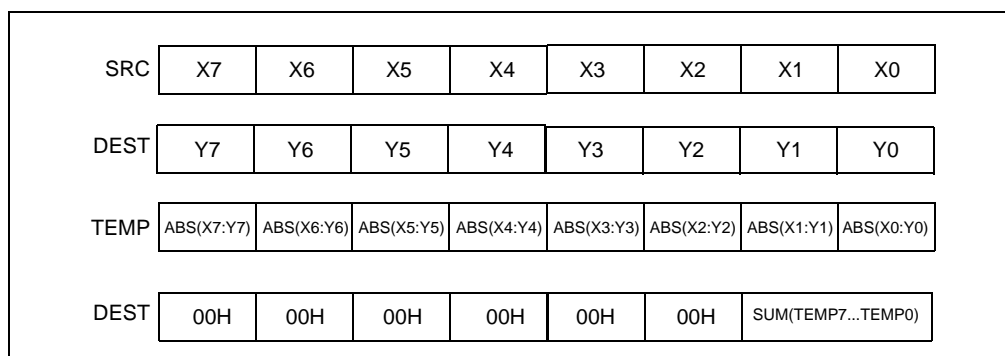 SRC X7 X6 X5 X4 X3 X2 X1 X0
DEST Y7 Y6 Y5 Y4 Y3 Y2 Y1 Y0
TEMP ABS(X7:Y7) ABS(X6:Y6) ABS(X5:Y5) ABS(X4:Y4) ABS(X3:Y3) ABS(X2:Y2) ABS(X1:Y1) ABS(X0:Y0)
DEST 00H 00H 00H 00H 00H 00H SUM(TEMP7...TEMP0)